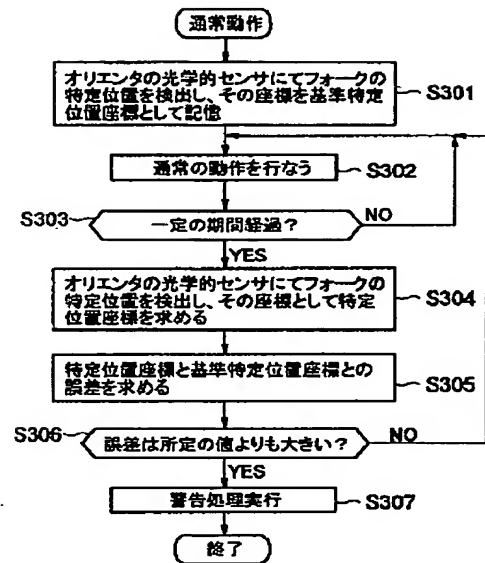 通常動作
オリエンタの光学的センサにてフォークの
特定位置を検出し、その座標を基準特定
位置座標として記憶
S301
通常の動作を行なう
S302
S303
一定の期間経過?
NO
YES
オリエンタの光学的センサにてフォークの
特定位置を検出し、その座標として特定
位置座標を求める
S304
特定位置座標と基準特定位置座標との
誤差を求める
S305
S306
誤差は所定の値よりも大きい?
NO
YES
警告処理実行
S307
終了